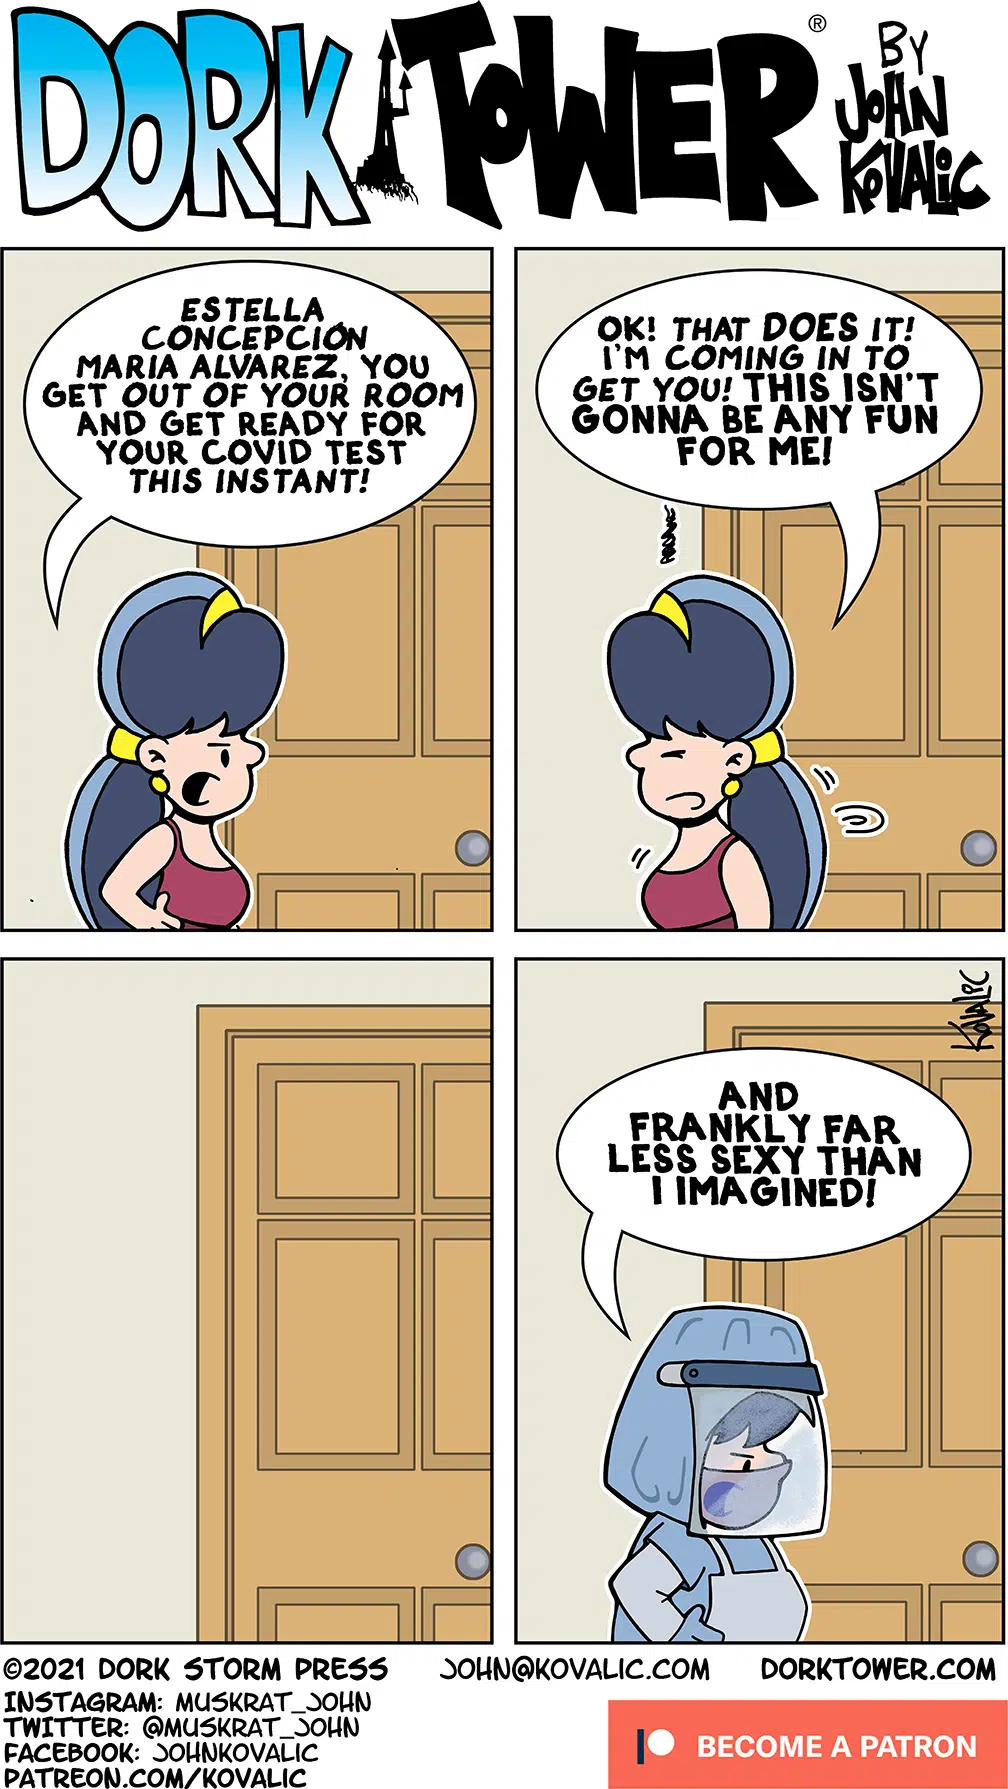 DORK TOWER ®
BY
JOHN
KOVALIC
ESTELLA
CONCEPCIÓN
MARIA ALVAREZ, YOU
GET OUT OF YOUR ROOM
AND GET READY FOR
YOUR COVID TEST
THIS INSTANT!
OK! THAT DOES IT!
I'M COMING IN TO
GET YOU! THIS ISN'T
GONNA BE ANY FUN
FOR ME!
KOVALIC
AND
FRANKLY FAR
LESS SEXY THAN
I IMAGINED!
©2021 DORK STORM PRESS JOHN@KOVALIC.COM DORKTOWER.COM
INSTAGRAM: MUSKRAT_JOHN
TWITTER: @MUSKRAT_JOHN
FACEBOOK: JOHNKOVALIC
PATREON.COM/KOVALIC
BECOME A PATRON